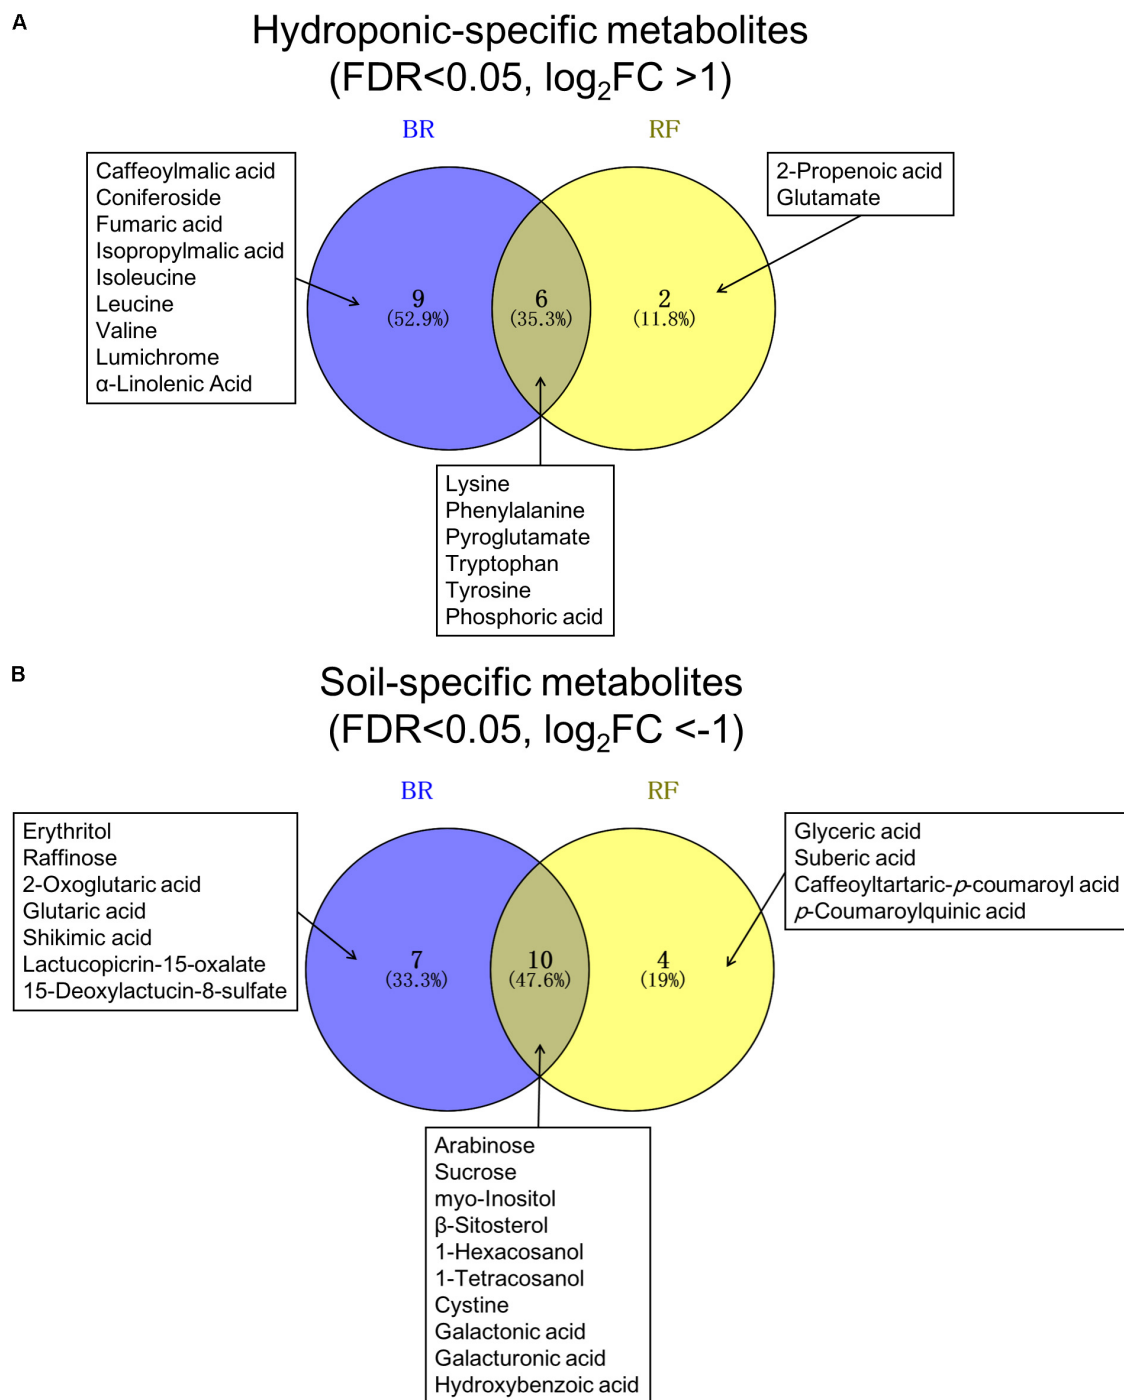 A
Hydroponic-specific metabolites
(FDR<0.05, log₂FC >1)
BR
RF
Caffeoylmalic acid
Coniferoside
Fumaric acid
Isopropylmalic acid
Isoleucine
Leucine
Valine
Lumichrome
α-Linolenic Acid
2-Propenoic acid
Glutamate
9
(52.9%)
6
(35.3%)
2
(11.8%)
Lysine
Phenylalanine
Pyroglutamate
Tryptophan
Tyrosine
Phosphoric acid
B
Soil-specific metabolites
(FDR<0.05, log₂FC <-1)
BR
RF
Erythritol
Raffinose
2-Oxoglutaric acid
Glutaric acid
Shikimic acid
Lactucopicrin-15-oxalate
15-Deoxylactucin-8-sulfate
Glyceric acid
Suberic acid
Caffeoyltartaric-p-coumaroyl acid
p-Coumaroylquinic acid
7
(33.3%)
10
(47.6%)
4
(19%)
Arabinose
Sucrose
myo-Inositol
β-Sitosterol
1-Hexacosanol
1-Tetracosanol
Cystine
Galactonic acid
Galacturonic acid
Hydroxybenzoic acid